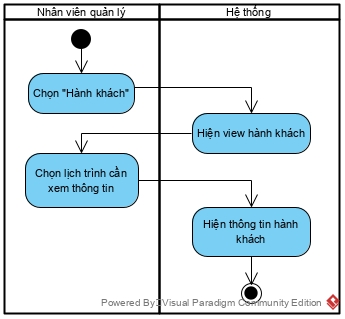 Nhân viên quản lý
Hệ thống
Chọn "Hành khách"
Hiện view hành khách
Chọn lịch trình cần
xem thông tin
Hiện thông tin hành
khách
Powered By Visual Paradigm Community Edition